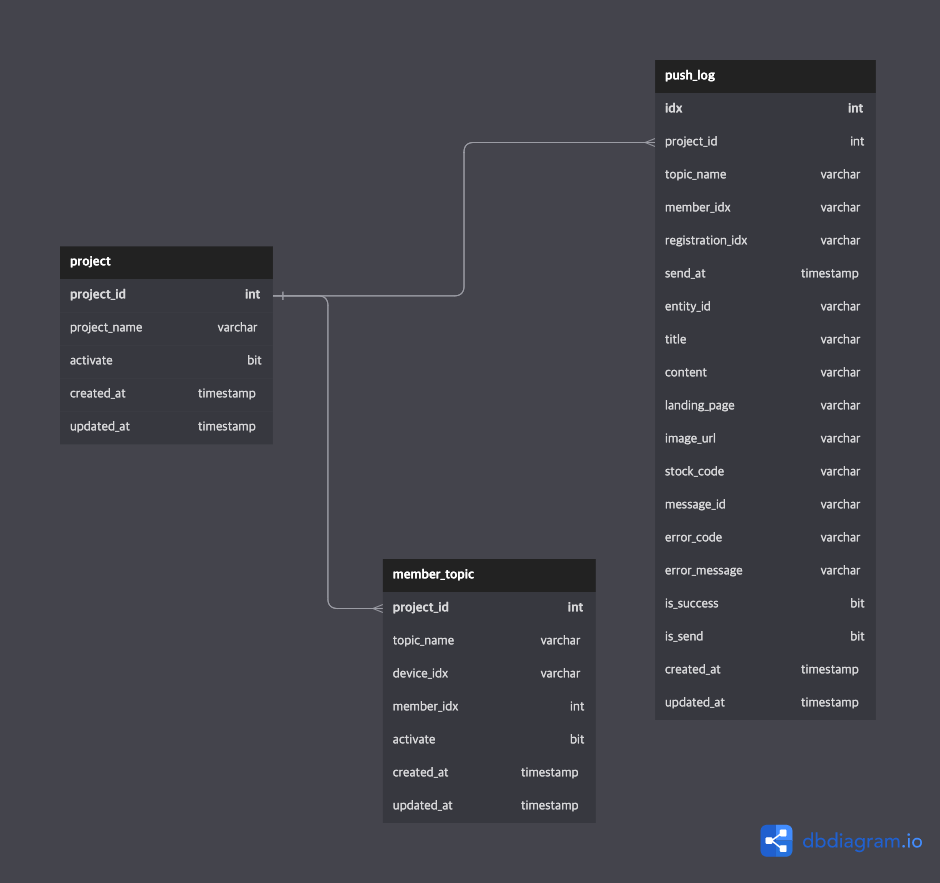 project
project_id int
project_name varchar
activate bit
created_at timestamp
updated_at timestamp
push_log
idx int
project_id int
topic_name varchar
member_idx varchar
registration_idx varchar
send_at timestamp
entity_id varchar
title varchar
content varchar
landing_page varchar
image_url varchar
stock_code varchar
message_id varchar
error_code varchar
error_message varchar
is_success bit
is_send bit
created_at timestamp
updated_at timestamp
member_topic
project_id int
topic_name varchar
device_idx varchar
member_idx int
activate bit
created_at timestamp
updated_at timestamp
dbdiagram.io